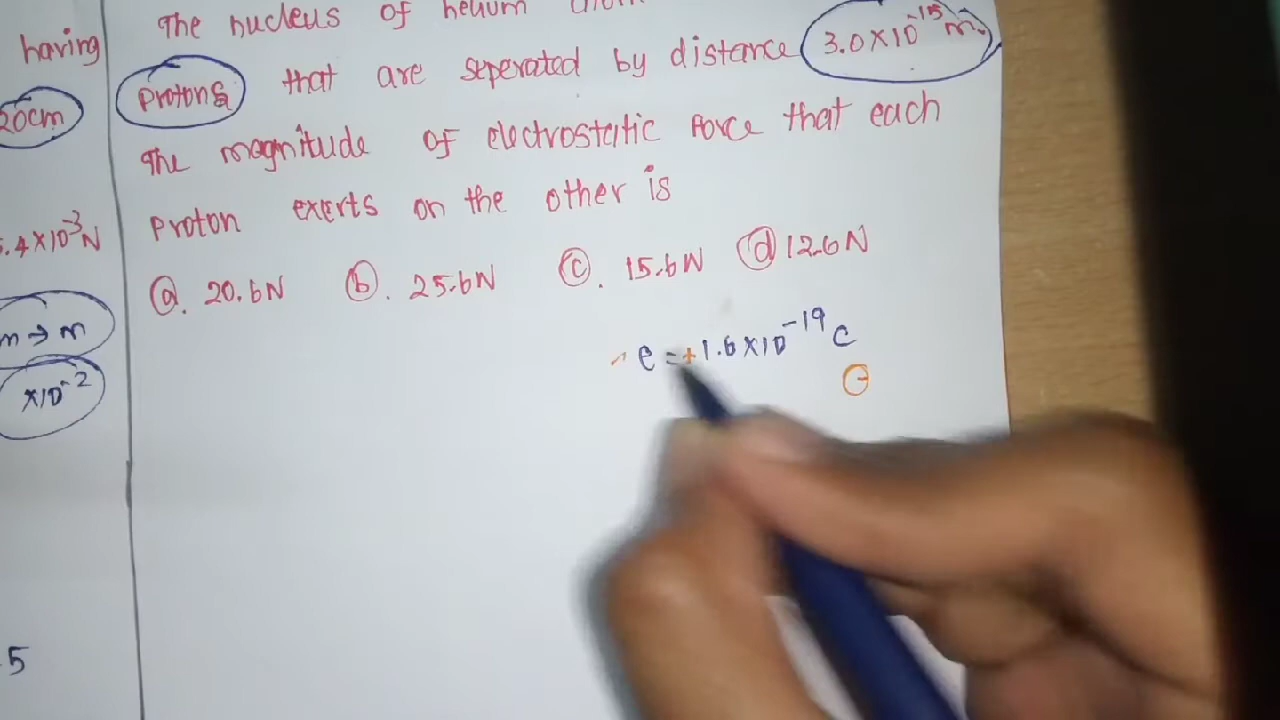 having
20cm
.4×10⁻³N
m → m
×10⁻²
5
The nucleus of helium
protons that are seperated by distance 3.0×10⁻¹⁵m.
The magnitude of electrostatic force that each
proton exerts on the other is
ⓐ. 20.6N ⓑ. 25.6N ⓒ. 15.6N ⓓ 12.6N
e = +1.6×10⁻¹⁹ C